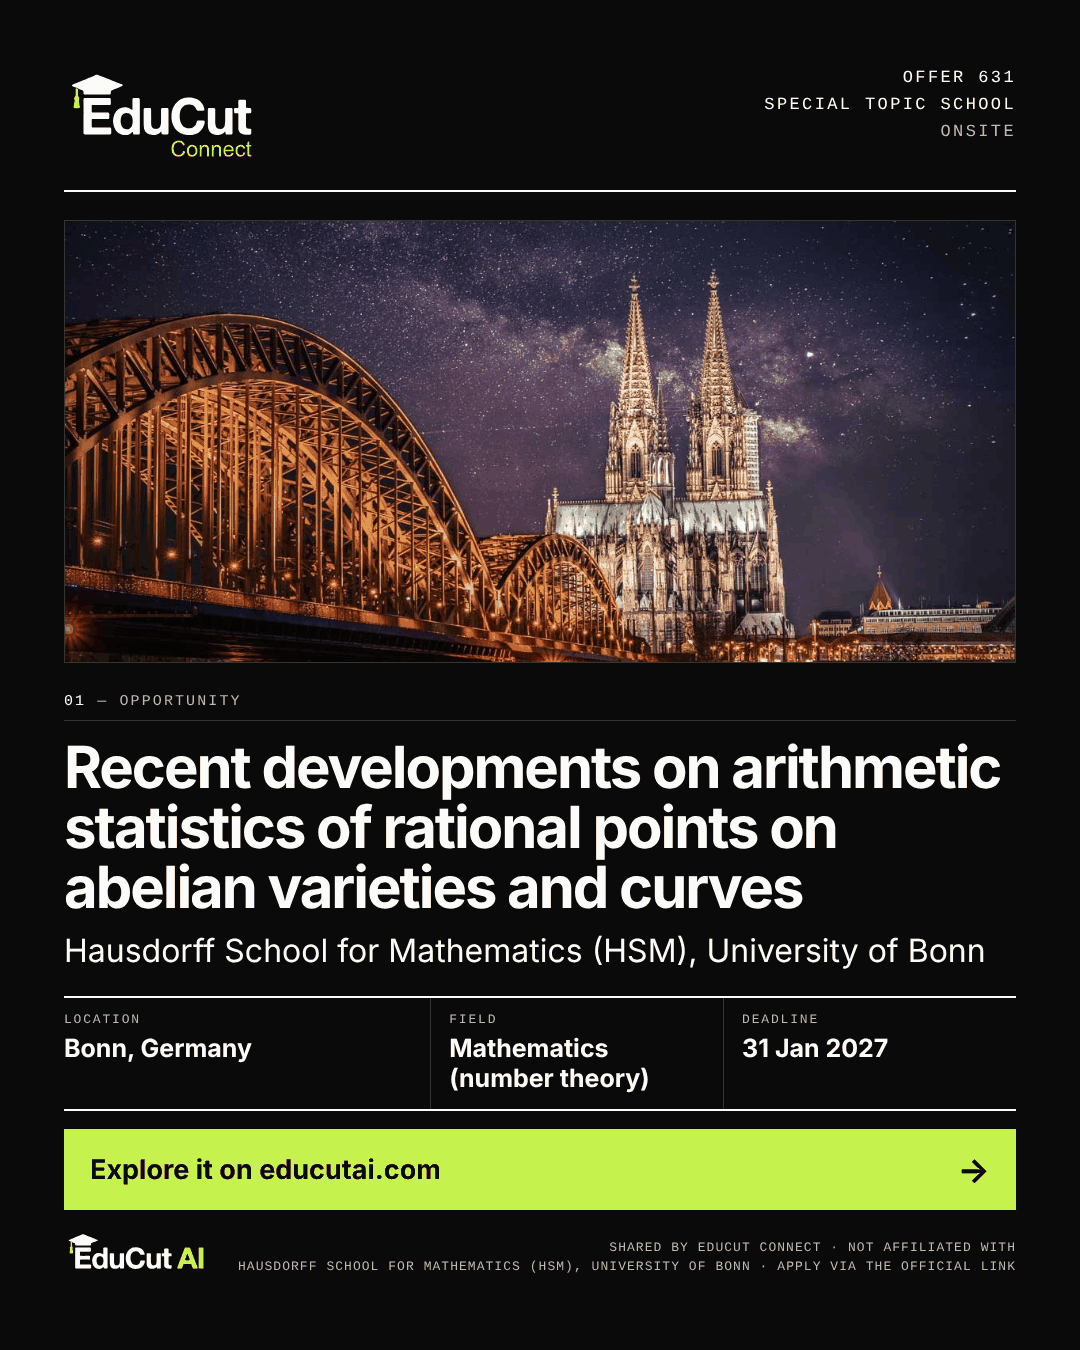 EduCut
Connect
OFFER 631
SPECIAL TOPIC SCHOOL
ONSITE
01 — OPPORTUNITY
Recent developments on arithmetic
statistics of rational points on
abelian varieties and curves
Hausdorff School for Mathematics (HSM), University of Bonn
LOCATION
Bonn, Germany
FIELD
Mathematics
(number theory)
DEADLINE
31 Jan 2027
Explore it on educutai.com →
EduCut AI
SHARED BY EDUCUT CONNECT · NOT AFFILIATED WITH
HAUSDORFF SCHOOL FOR MATHEMATICS (HSM), UNIVERSITY OF BONN · APPLY VIA THE OFFICIAL LINK